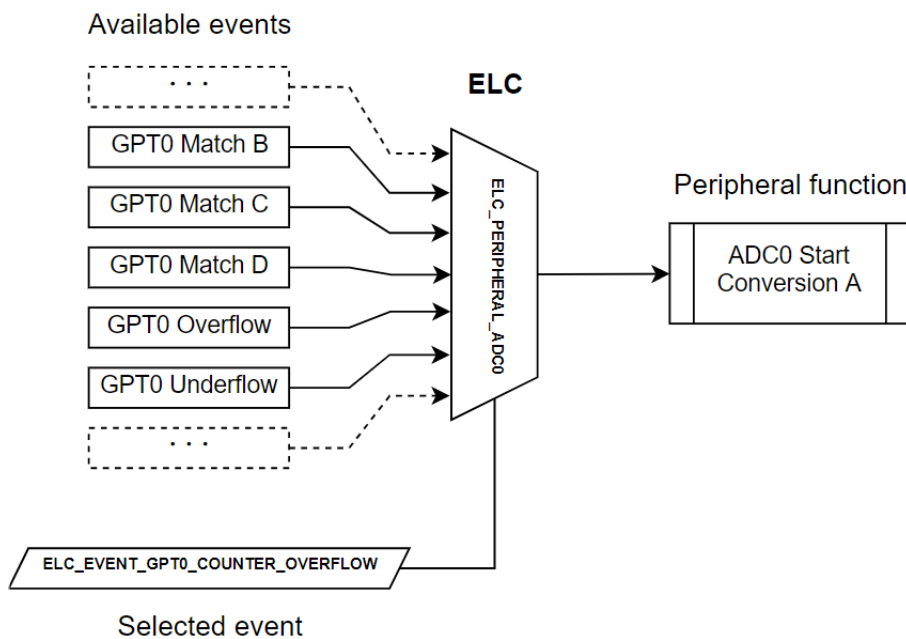 Available events
. . .
ELC
GPT0 Match B
GPT0 Match C
GPT0 Match D
GPT0 Overflow
GPT0 Underflow
. . .
ELC_PERIPHERAL_ADC0
Peripheral function
ADC0 Start
Conversion A
ELC_EVENT_GPT0_COUNTER_OVERFLOW
Selected event